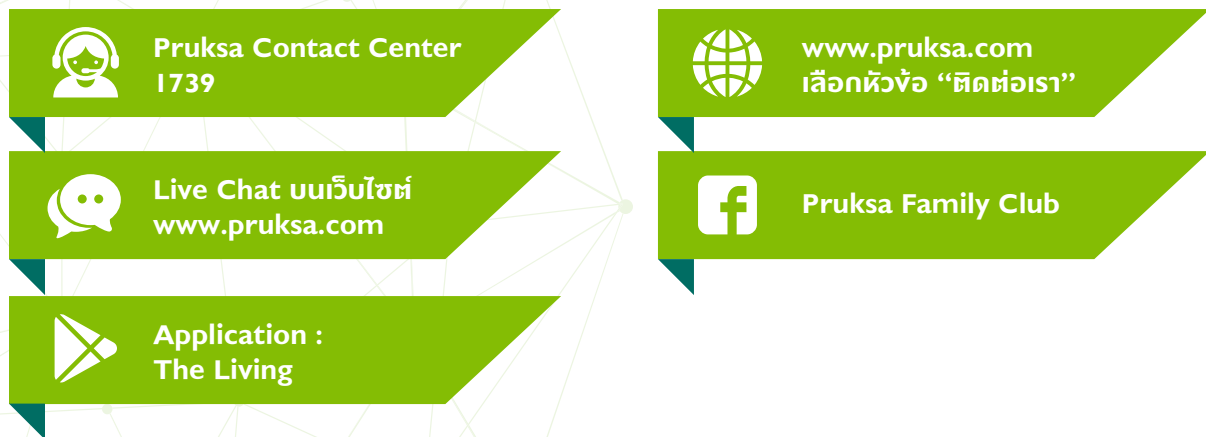 Pruksa Contact Center
1739
www.pruksa.com
เลือกหัวข้อ “ติดต่อเรา”
Live Chat บนเว็บไซต์
www.pruksa.com
Pruksa Family Club
Application :
The Living